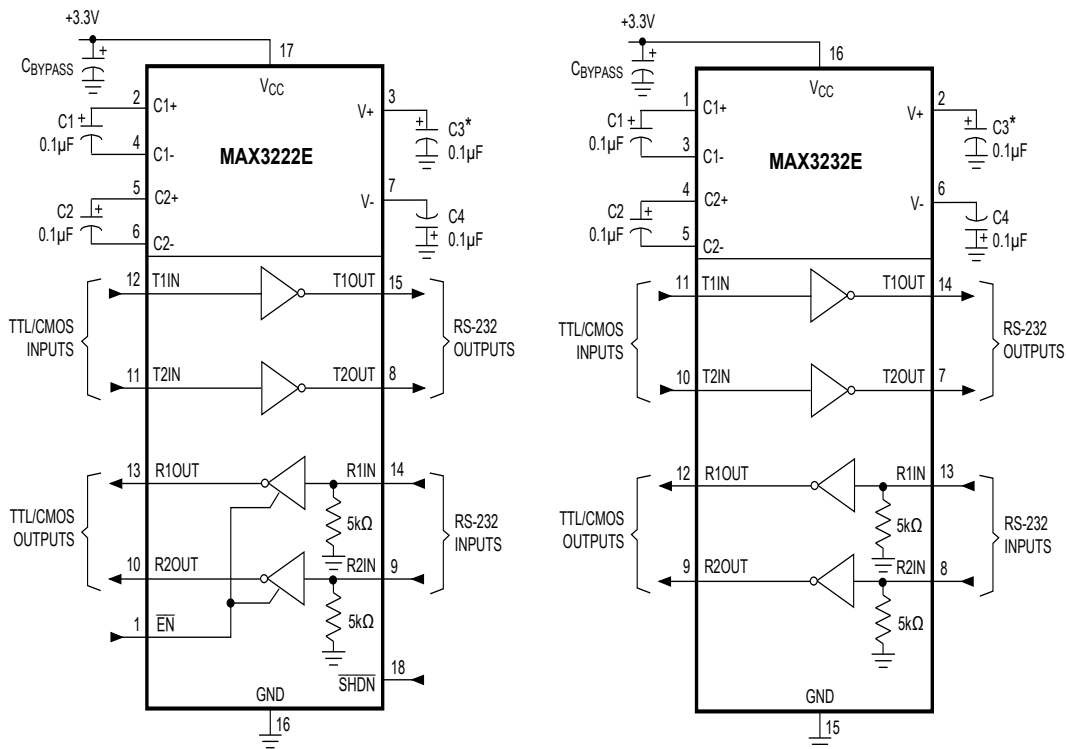 +3.3V
CBYPASS
+
17
VCC
2
C1+
C1
0.1µF
+
4
C1-
MAX3222E
V+
3
+
C3*
0.1µF
5
C2+
C2
0.1µF
+
6
C2-
V-
7
C4
0.1µF
+
12
T1IN
T1OUT
15
TTL/CMOS
INPUTS
RS-232
OUTPUTS
11
T2IN
T2OUT
8
13
R1OUT
R1IN
14
TTL/CMOS
OUTPUTS
5kΩ
RS-232
INPUTS
10
R2OUT
R2IN
9
1
EN
5kΩ
SHDN
18
GND
16
+3.3V
CBYPASS
+
16
VCC
1
C1+
C1
0.1µF
+
3
C1-
MAX3232E
V+
2
+
C3*
0.1µF
4
C2+
C2
0.1µF
+
5
C2-
V-
6
C4
0.1µF
+
11
T1IN
T1OUT
14
TTL/CMOS
INPUTS
RS-232
OUTPUTS
10
T2IN
T2OUT
7
12
R1OUT
R1IN
13
TTL/CMOS
OUTPUTS
5kΩ
RS-232
INPUTS
9
R2OUT
R2IN
8
5kΩ
GND
15